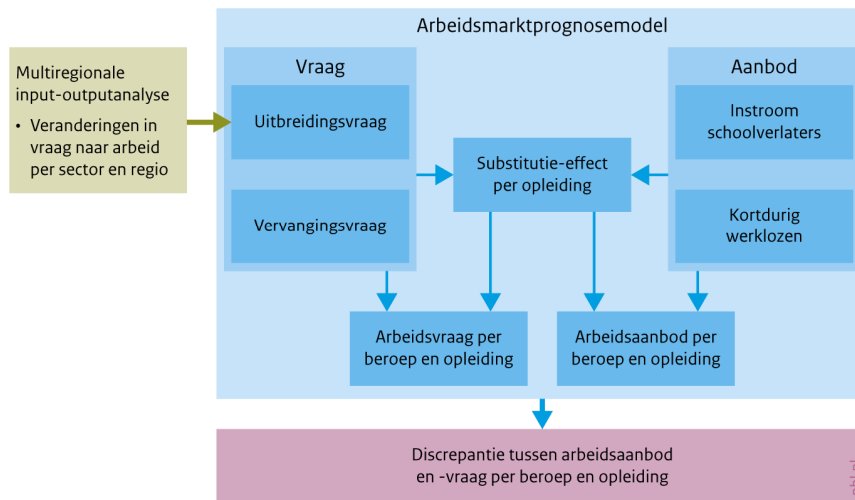 Arbeidsmarktprognosemodel
Multiregionale
input-outputanalyse
• Veranderingen in
vraag naar arbeid
per sector en regio
Vraag
Uitbreidingsvraag
Vervangingsvraag
Substitutie-effect
per opleiding
Aanbod
Instroom
schoolverlaters
Kortdurig
werklozen
Arbeidsvraag per
beroep en opleiding
Arbeidsaanbod per
beroep en opleiding
Discrepantie tussen arbeidsaanbod
en -vraag per beroep en opleiding